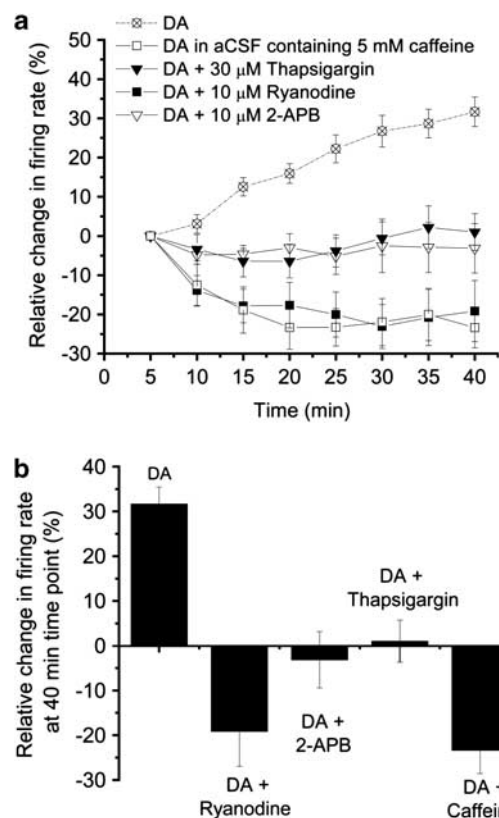 a
DA
DA in aCSF containing 5 mM caffeine
DA + 30 μM Thapsigargin
DA + 10 μM Ryanodine
DA + 10 μM 2-APB
Relative change in firing rate (%)
50
40
30
20
10
0
-10
-20
-30
0 5 10 15 20 25 30 35 40
Time (min)
b
Relative change in firing rate
at 40 min time point (%)
40
30
20
10
0
-10
-20
-30
DA
DA +
Ryanodine
DA +
2-APB
DA +
Thapsigargin
DA